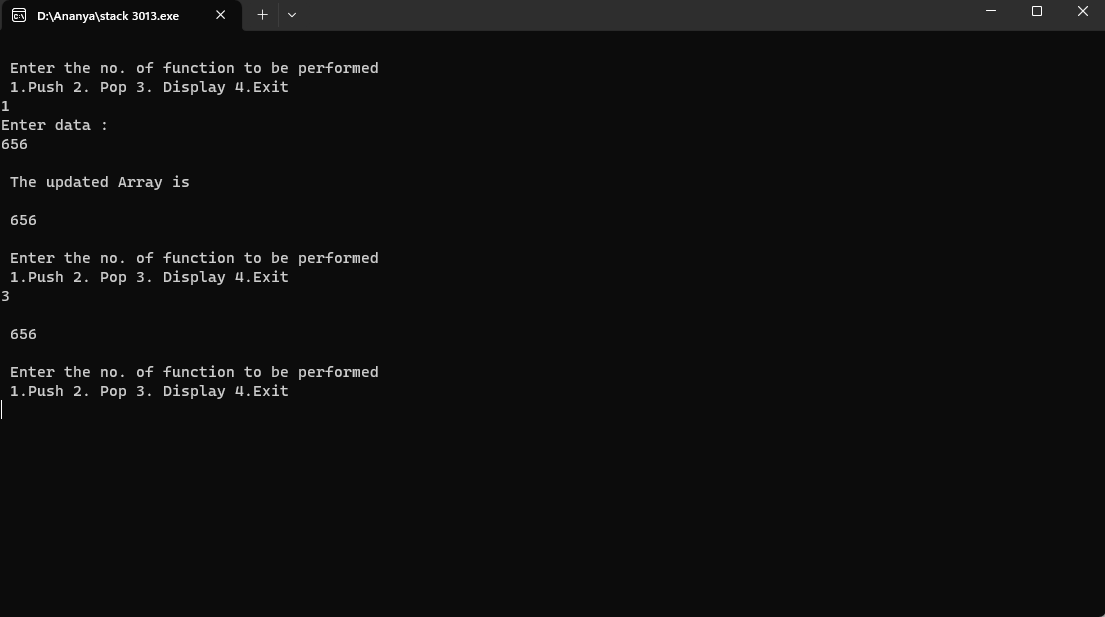 D:\Ananya\stack 3013.exe
Enter the no. of function to be performed
1.Push 2. Pop 3. Display 4.Exit
1
Enter data :
656
The updated Array is
656
Enter the no. of function to be performed
1.Push 2. Pop 3. Display 4.Exit
3
656
Enter the no. of function to be performed
1.Push 2. Pop 3. Display 4.Exit